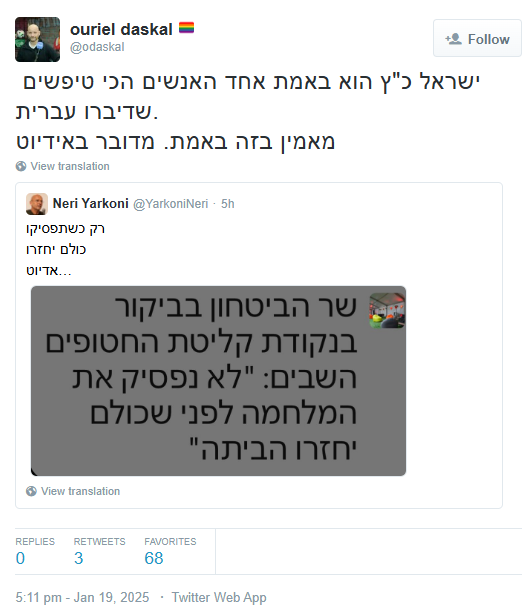 ouriel daskal 🏳️‍🌈
@odaskal
Follow
ישראל כ"ץ הוא באמת אחד האנשים הכי טיפשים
שדיברו עברית.
מאמין בזה באמת. מדובר באידיוט
View translation
Neri Yarkoni @YarkoniNeri · 5h
רק כשתפסיקו
כולם יחזרו
אדיוט...
שר הביטחון בביקור
בנקודת קליטת החטופים
השבים: "לא נפסיק את
המלחמה לפני שכולם
יחזרו הביתה"
View translation
REPLIES RETWEETS FAVORITES
0 3 68
5:11 pm - Jan 19, 2025 · Twitter Web App